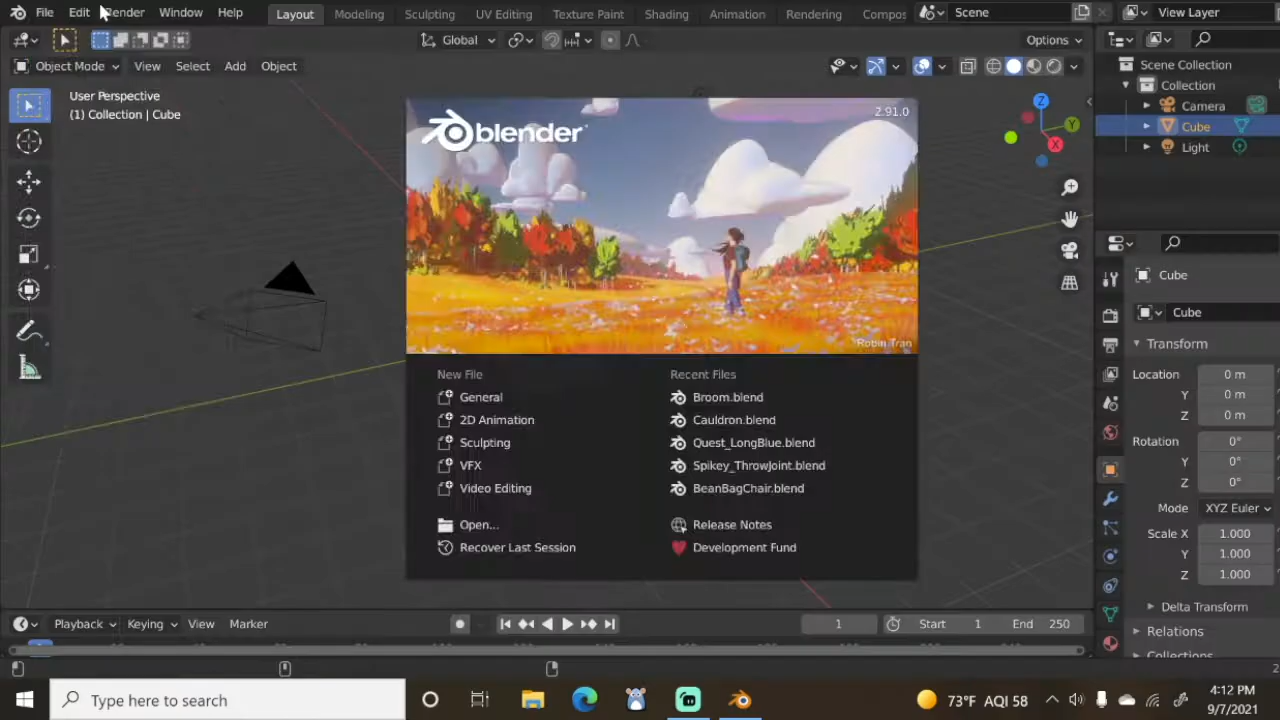 File Edit Render Window Help Layout Modeling Sculpting UV Editing Texture Paint Shading Animation Rendering Compos Scene View Layer
Global Options
Object Mode View Select Add Object
User Perspective
(1) Collection | Cube
Z
Y
X
blender
2.91.0
Robin Tran
New File
General
2D Animation
Sculpting
VFX
Video Editing
Open...
Recover Last Session
Recent Files
Broom.blend
Cauldron.blend
Quest_LongBlue.blend
Spikey_ThrowJoint.blend
BeanBagChair.blend
Release Notes
Development Fund
Scene Collection
Collection
Camera
Cube
Light
Cube
Cube
Transform
Location 0 m
Y 0 m
Z 0 m
Rotation 0°
Y 0°
Z 0°
Mode XYZ Euler
Scale X 1.000
Y 1.000
Z 1.000
Delta Transform
Relations
Playback Keying View Marker 1 Start 1 End 250
Type here to search
73°F AQI 58
4:12 PM
9/7/2021